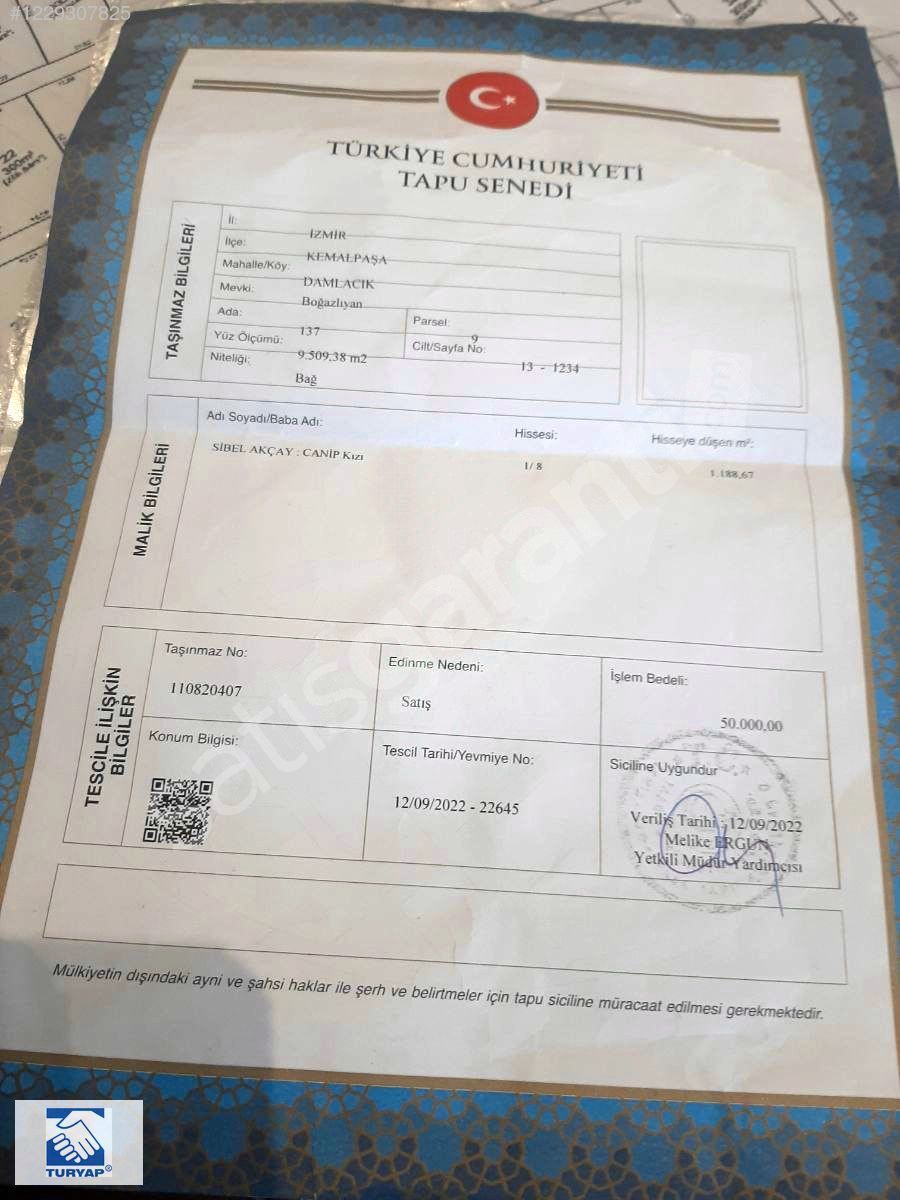 #1229307825
22
300m²
TÜRKİYE CUMHURİYETİ
TAPU SENEDİ
TAŞINMAZ BİLGİLERİ
İl:
İZMİR
İlçe:
KEMALPAŞA
Mahalle/Köy:
DAMLACIK
Mevki:
Boğazlıyan
Ada:
137
Parsel:
9
Yüz Ölçümü:
9.509,38 m2
Cilt/Sayfa No:
13 - 1234
Niteliği:
Bağ
MALİK BİLGİLERİ
Adı Soyadı/Baba Adı:
Hissesi:
Hisseye düşen m²:
SİBEL AKÇAY : CANİP Kızı
1/ 8
1.188,67
TESCİLE İLİŞKİN
BİLGİLER
Taşınmaz No:
110820407
Edinme Nedeni:
Satış
İşlem Bedeli:
50.000,00
Konum Bilgisi:
Tescil Tarihi/Yevmiye No:
12/09/2022 - 22645
Siciline Uygundur
Veriliş Tarihi : 12/09/2022
Melike ERGUN
Yetkili Müdür Yardımcısı
Mülkiyetin dışındaki ayni ve şahsi haklar ile şerh ve belirtmeler için tapu siciline müracaat edilmesi gerekmektedir.
TURYAP®